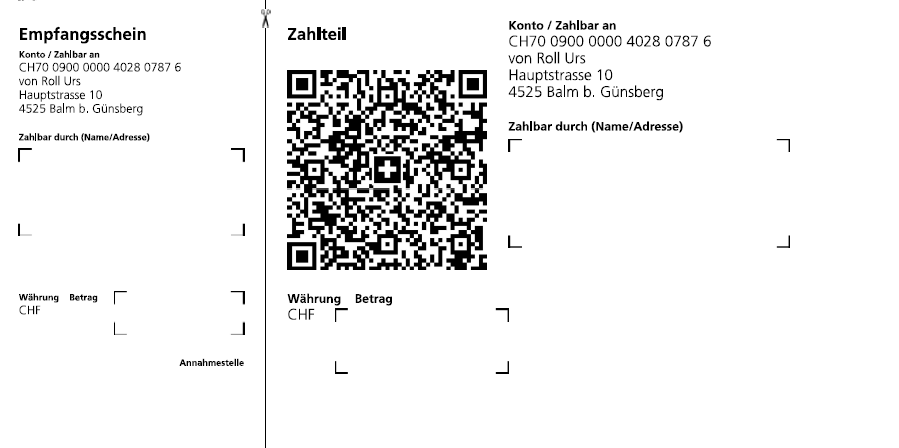 Empfangsschein
Konto / Zahlbar an
CH70 0900 0000 4028 0787 6
von Roll Urs
Hauptstrasse 10
4525 Balm b. Günsberg
Zahlbar durch (Name/Adresse)
Währung Betrag
CHF
Annahmestelle
Zahlteil
Währung Betrag
CHF
Konto / Zahlbar an
CH70 0900 0000 4028 0787 6
von Roll Urs
Hauptstrasse 10
4525 Balm b. Günsberg
Zahlbar durch (Name/Adresse)